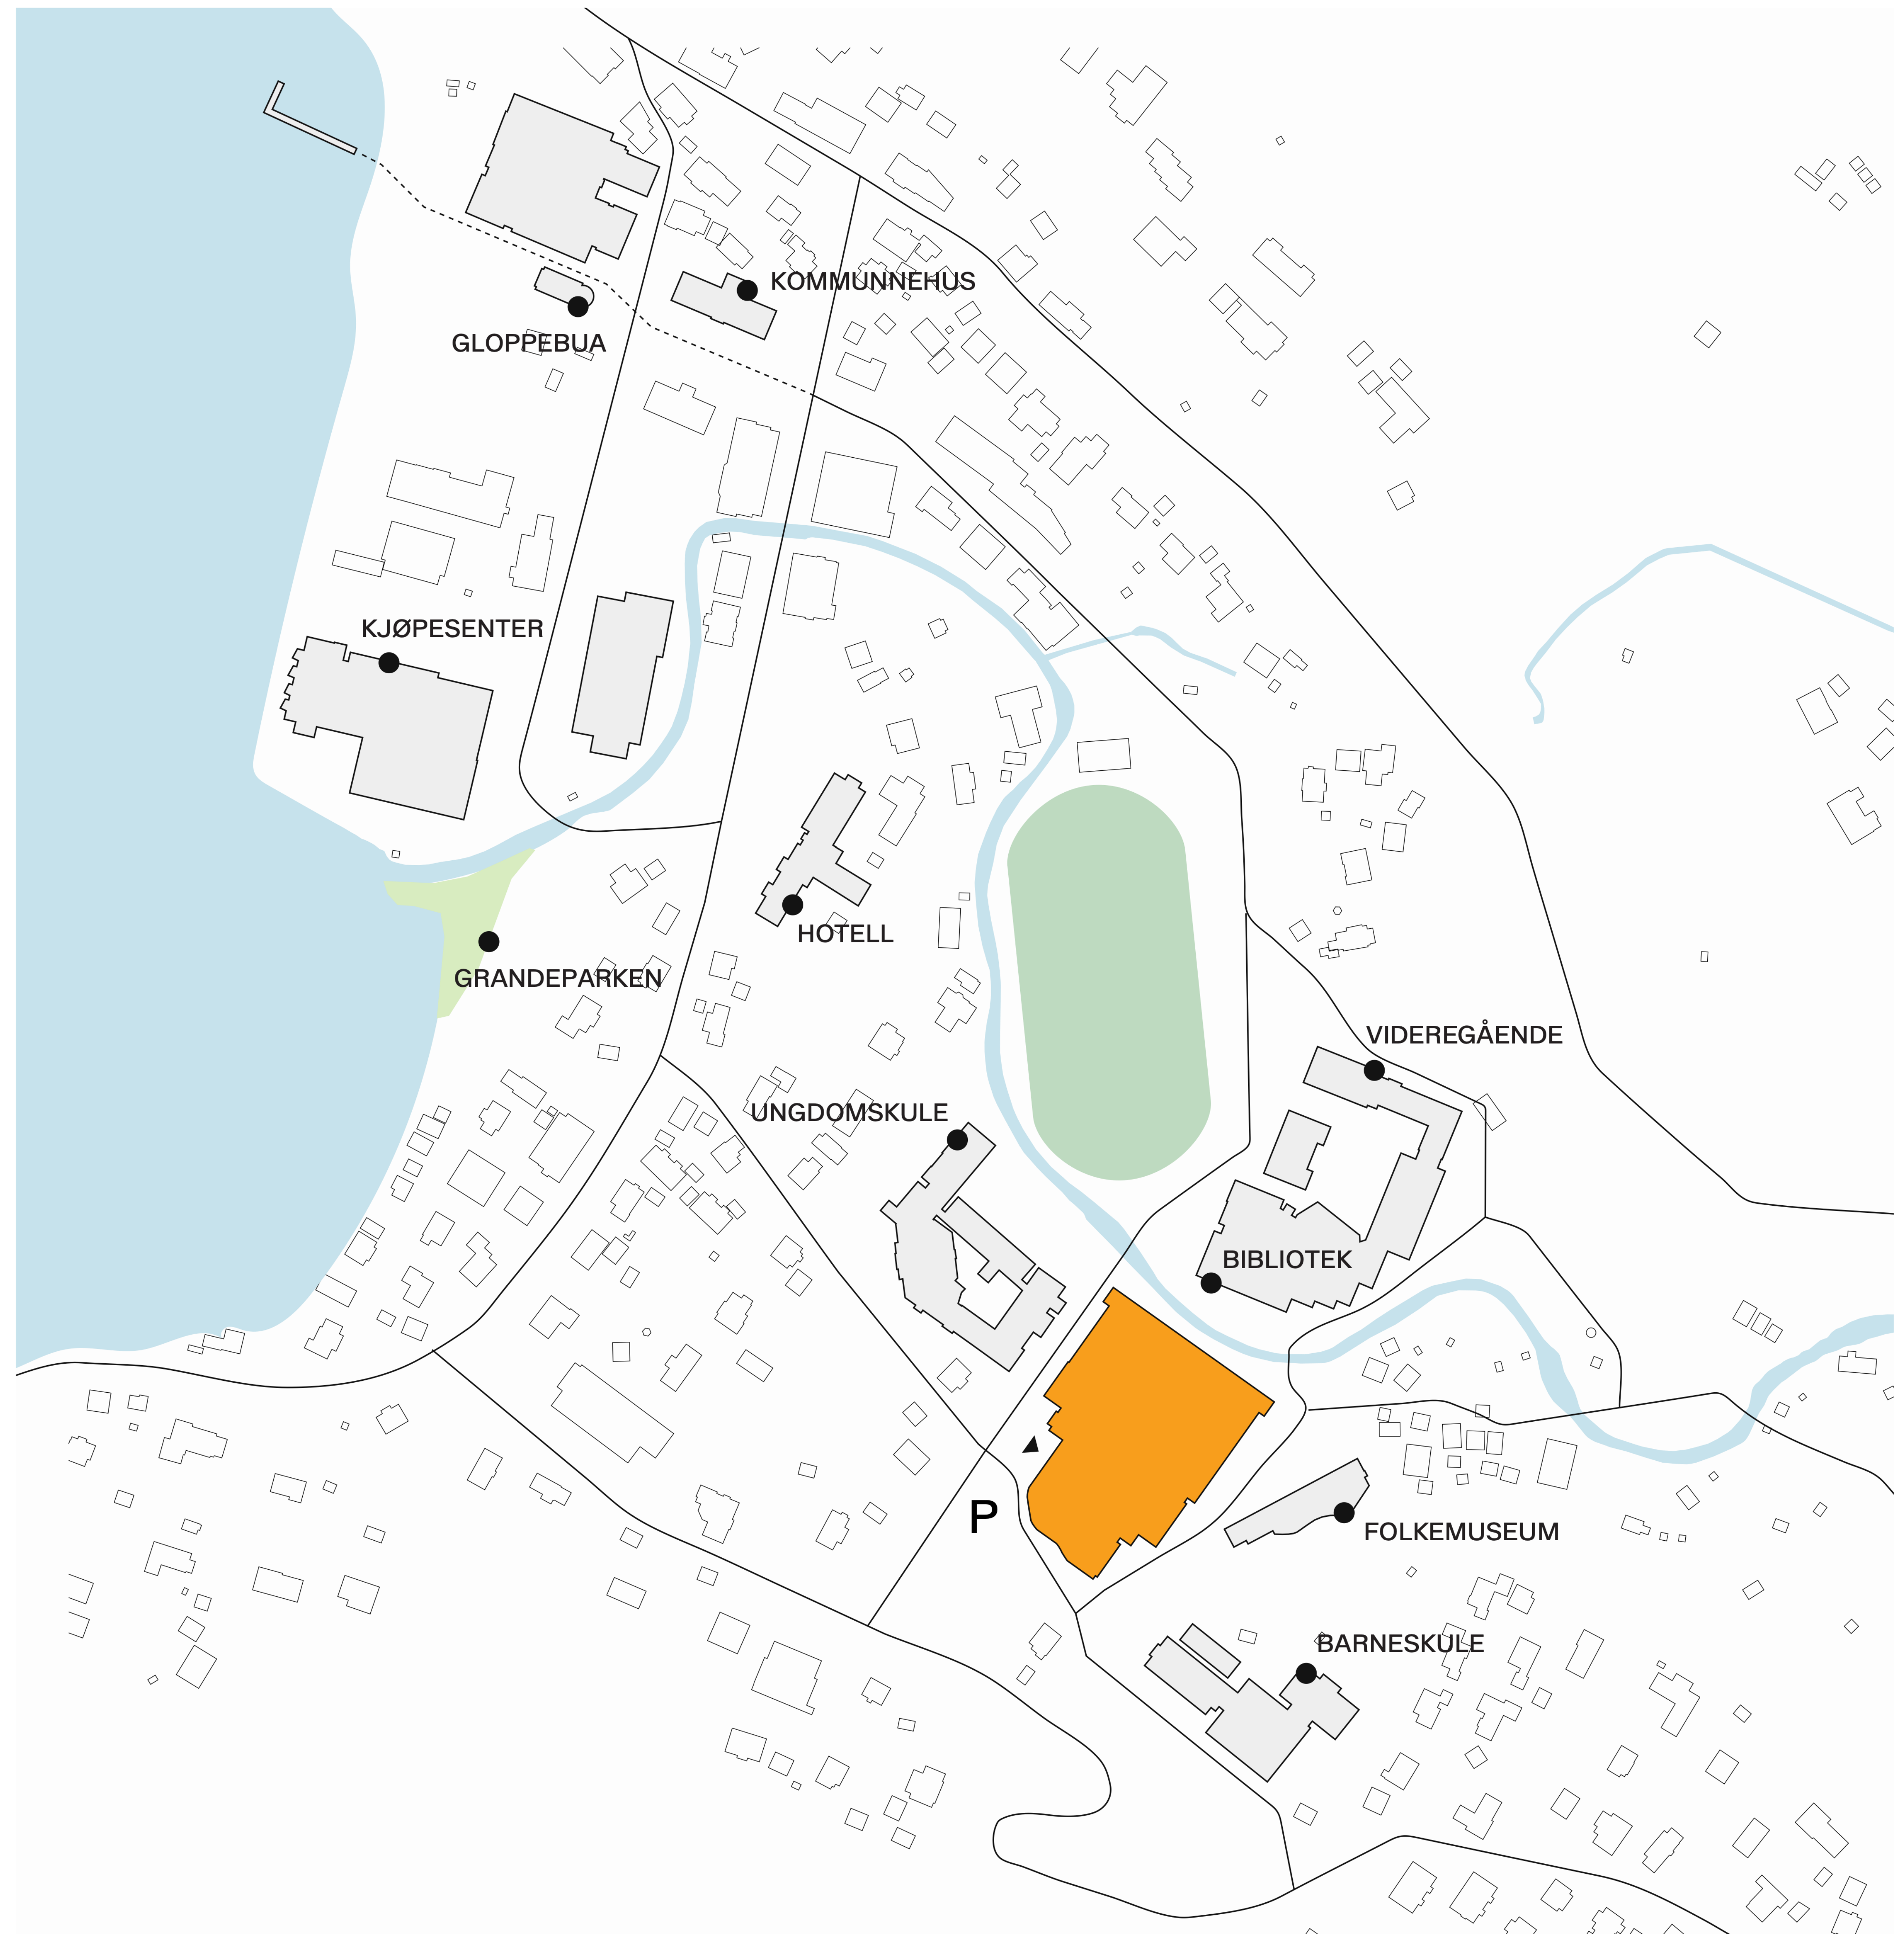 KOMMUNNEHUS
GLOPPEBUA
KJØPESENTER
HOTELL
GRANDEPARKEN
VIDEREGÅENDE
UNGDOMSKULE
BIBLIOTEK
P
FOLKEMUSEUM
BARNESKULE